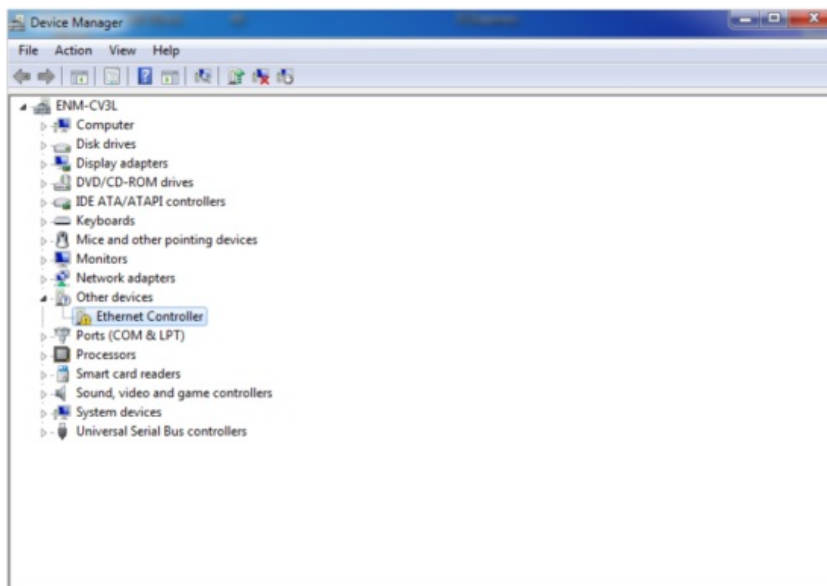 Device Manager
File Action View Help
ENM-CV3L
Computer
Disk drives
Display adapters
DVD/CD-ROM drives
IDE ATA/ATAPI controllers
Keyboards
Mice and other pointing devices
Monitors
Network adapters
Other devices
Ethernet Controller
Ports (COM & LPT)
Processors
Smart card readers
Sound, video and game controllers
System devices
Universal Serial Bus controllers